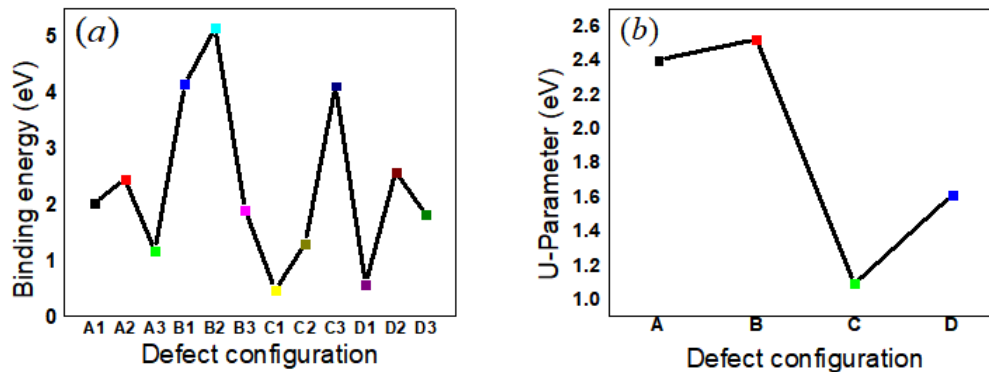 (a)
Binding energy (eV)
5
4
3
2
1
0
A1 A2 A3 B1 B2 B3 C1 C2 C3 D1 D2 D3
Defect configuration
(b)
U-Parameter (eV)
2.6
2.4
2.2
2.0
1.8
1.6
1.4
1.2
1.0
A B C D
Defect configuration